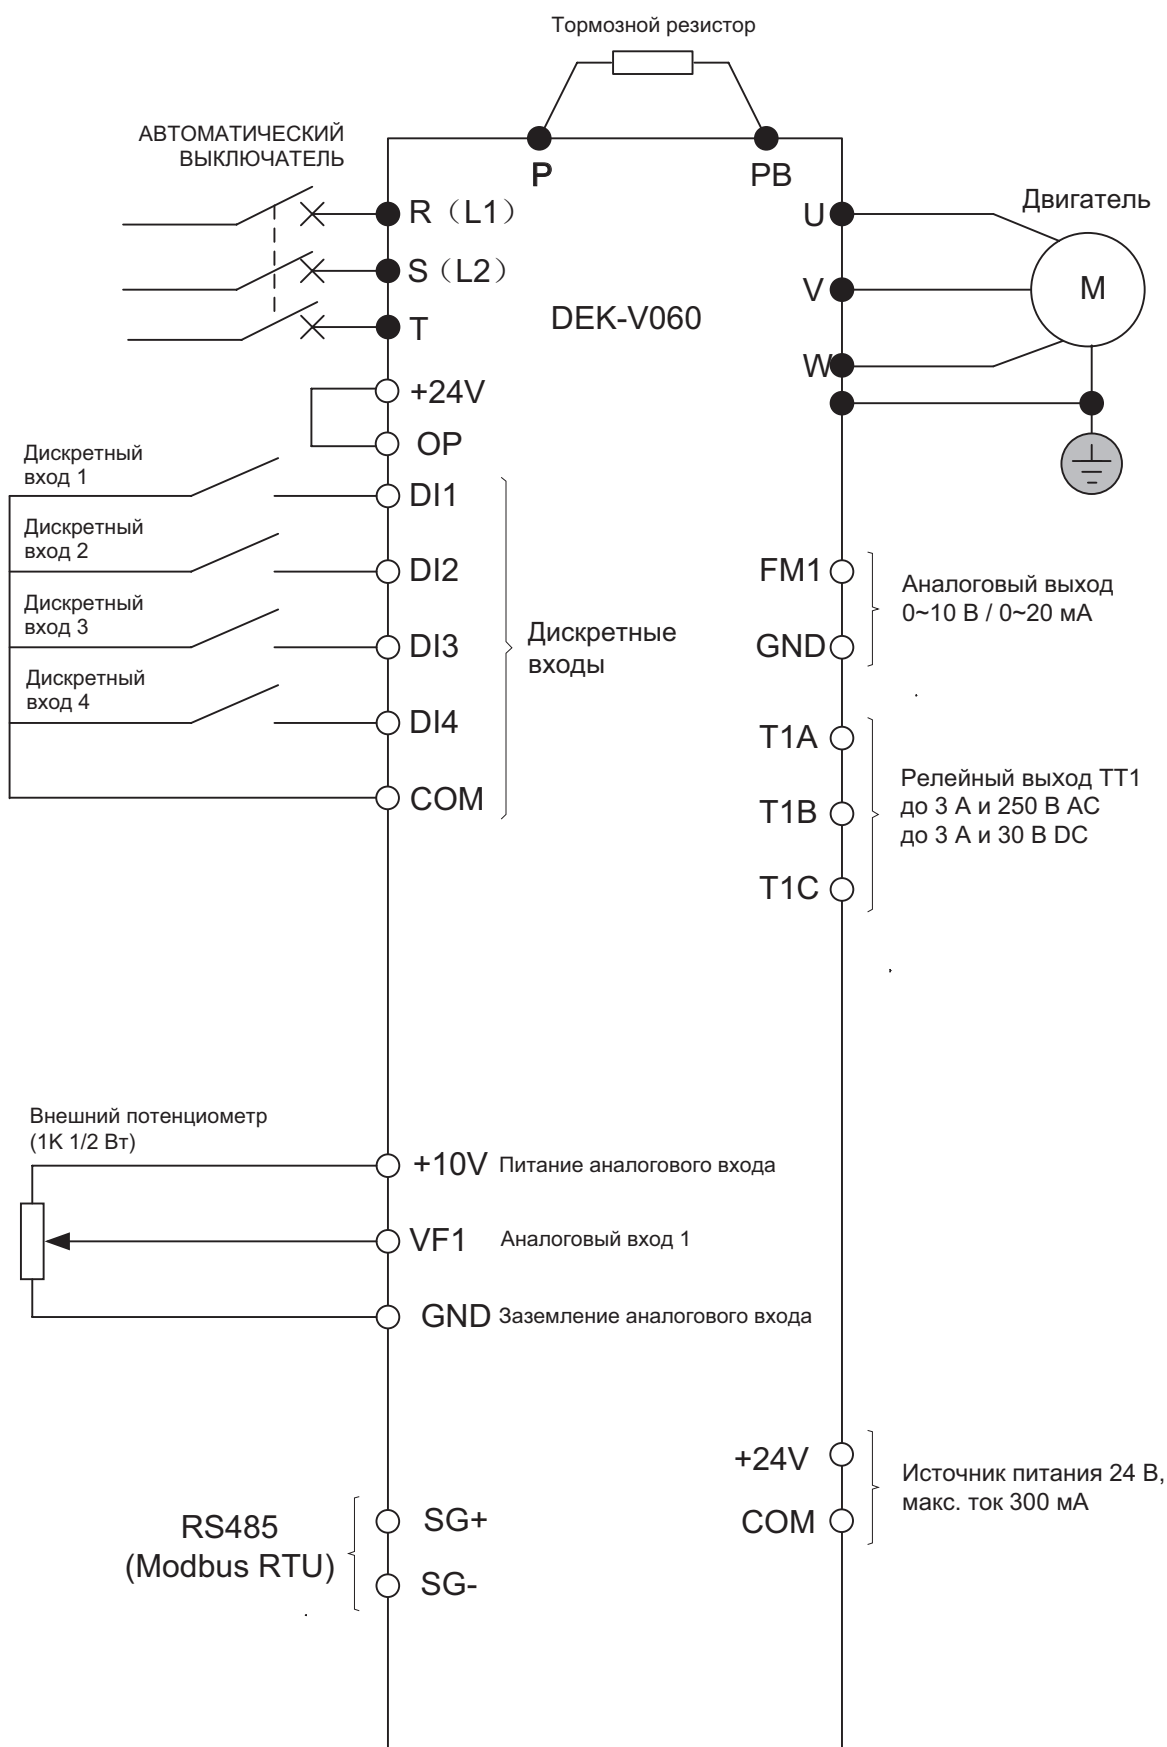 Тормозной резистор
АВТОМАТИЧЕСКИЙ
ВЫКЛЮЧАТЕЛЬ
P
PB
R（L1）
S（L2）
T
DEK-V060
U
V
W
Двигатель
M
+24V
OP
Дискретный
вход 1
DI1
Дискретный
вход 2
DI2
Дискретный
вход 3
DI3
Дискретный
вход 4
DI4
COM
Дискретные
входы
FM1
GND
Аналоговый выход
0~10 В / 0~20 мА
T1A
T1B
T1C
Релейный выход TT1
до 3 А и 250 В AC
до 3 А и 30 В DC
Внешний потенциометр
(1K 1/2 Вт)
+10V Питание аналогового входа
VF1 Аналоговый вход 1
GND Заземление аналогового входа
+24V
COM
Источник питания 24 В,
макс. ток 300 мА
RS485
(Modbus RTU)
SG+
SG-